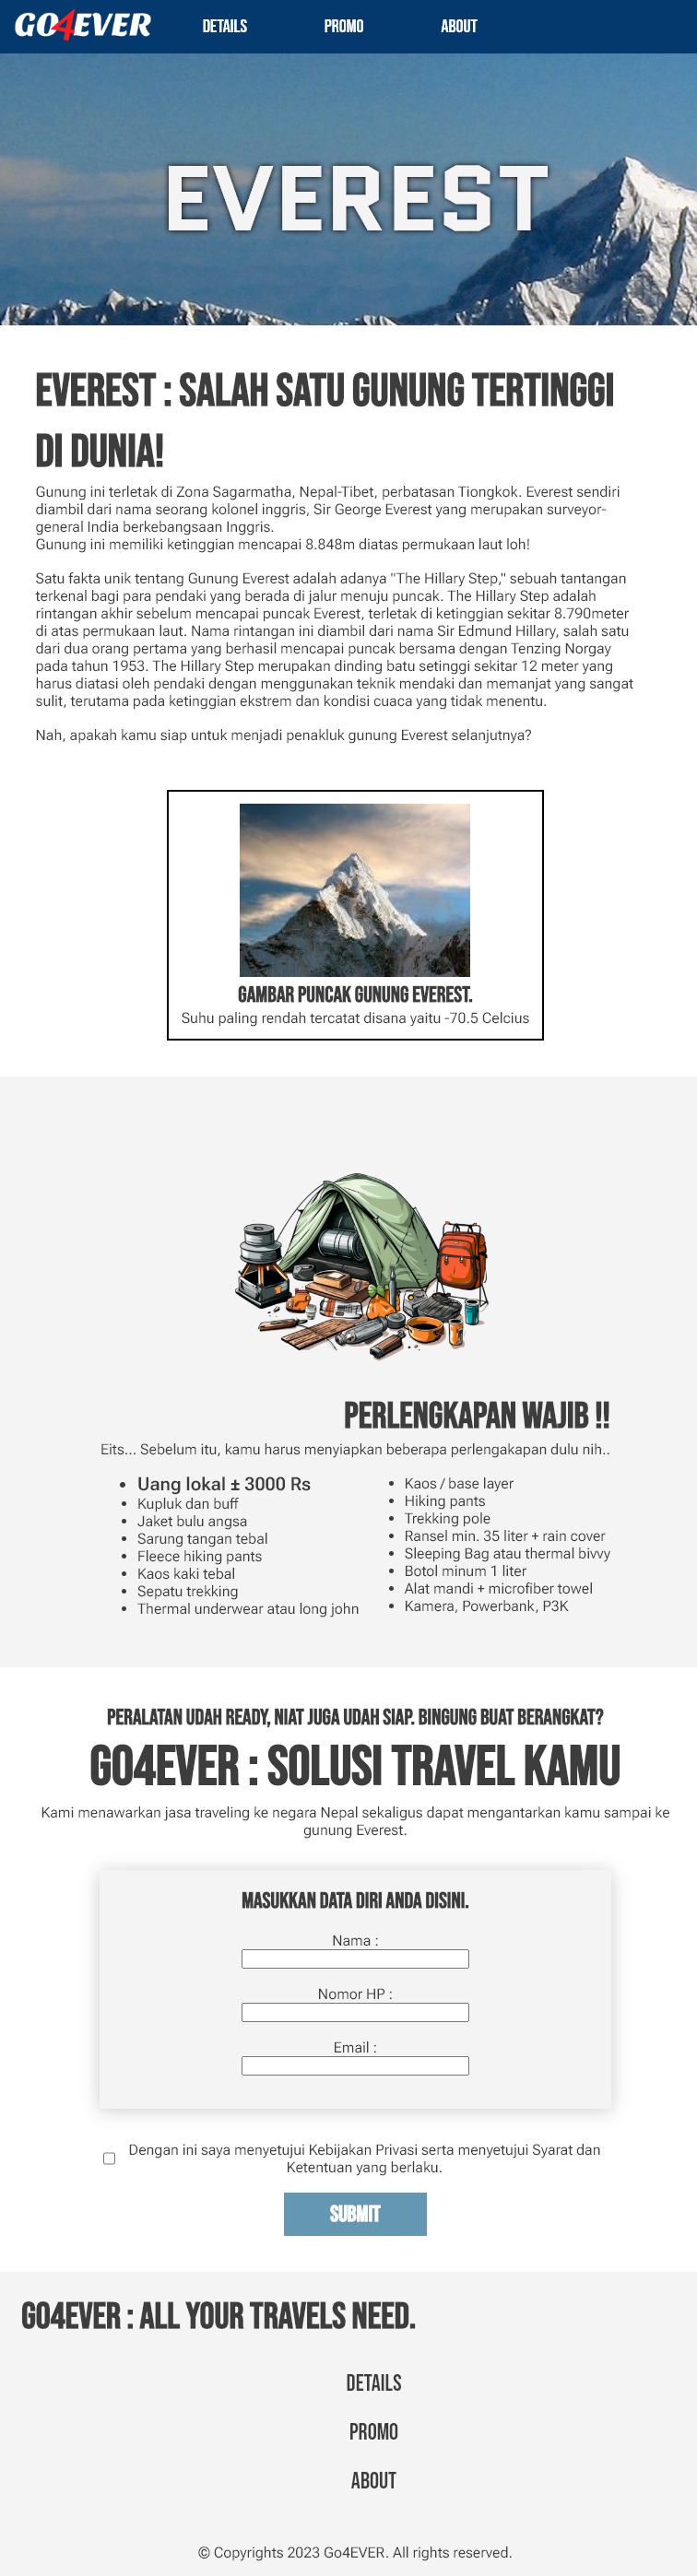 GO4EVER
DETAILS
PROMO
ABOUT
EVEREST
EVEREST : SALAH SATU GUNUNG TERTINGGI
DI DUNIA!
Gunung ini terletak di Zona Sagarmatha, Nepal-Tibet, perbatasan Tiongkok. Everest sendiri
diambil dari nama seorang kolonel inggris, Sir George Everest yang merupakan surveyor-
general India berkebangsaan Inggris.
Gunung ini memiliki ketinggian mencapai 8.848m diatas permukaan laut loh!
Satu fakta unik tentang Gunung Everest adalah adanya "The Hillary Step," sebuah tantangan
terkenal bagi para pendaki yang berada di jalur menuju puncak. The Hillary Step adalah
rintangan akhir sebelum mencapai puncak Everest, terletak di ketinggian sekitar 8.790meter
di atas permukaan laut. Nama rintangan ini diambil dari nama Sir Edmund Hillary, salah satu
dari dua orang pertama yang berhasil mencapai puncak bersama dengan Tenzing Norgay
pada tahun 1953. The Hillary Step merupakan dinding batu setinggi sekitar 12 meter yang
harus diatasi oleh pendaki dengan menggunakan teknik mendaki dan memanjat yang sangat
sulit, terutama pada ketinggian ekstrem dan kondisi cuaca yang tidak menentu.
Nah, apakah kamu siap untuk menjadi penakluk gunung Everest selanjutnya?
GAMBAR PUNCAK GUNUNG EVEREST.
Suhu paling rendah tercatat disana yaitu -70.5 Celcius
PERLENGKAPAN WAJIB !!
Eits... Sebelum itu, kamu harus menyiapkan beberapa perlengakapan dulu nih..
• Uang lokal ± 3000 Rs
• Kupluk dan buff
• Jaket bulu angsa
• Sarung tangan tebal
• Fleece hiking pants
• Kaos kaki tebal
• Sepatu trekking
• Thermal underwear atau long john
• Kaos / base layer
• Hiking pants
• Trekking pole
• Ransel min. 35 liter + rain cover
• Sleeping Bag atau thermal bivvy
• Botol minum 1 liter
• Alat mandi + microfiber towel
• Kamera, Powerbank, P3K
PERALATAN UDAH READY, NIAT JUGA UDAH SIAP. BINGUNG BUAT BERANGKAT?
GO4EVER : SOLUSI TRAVEL KAMU
Kami menawarkan jasa traveling ke negara Nepal sekaligus dapat mengantarkan kamu sampai ke
gunung Everest.
MASUKKAN DATA DIRI ANDA DISINI.
Nama :
Nomor HP :
Email :
Dengan ini saya menyetujui Kebijakan Privasi serta menyetujui Syarat dan
Ketentuan yang berlaku.
SUBMIT
GO4EVER : ALL YOUR TRAVELS NEED.
DETAILS
PROMO
ABOUT
© Copyrights 2023 Go4EVER. All rights reserved.